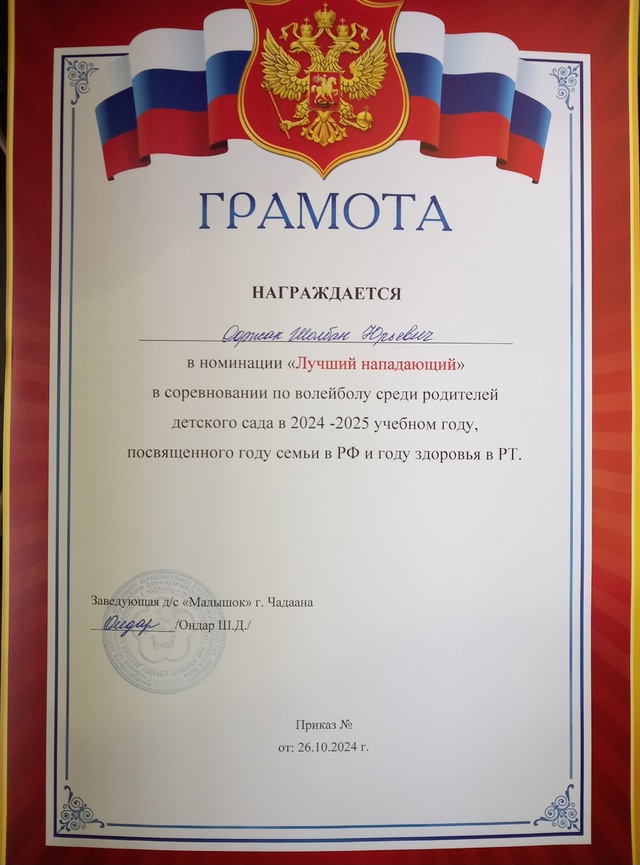 ГРАМОТА
НАГРАЖДАЕТСЯ
Ооржак Шолбан Юрьевич
в номинации «Лучший нападающий»
в соревновании по волейболу среди родителей
детского сада в 2024 -2025 учебном году,
посвященного году семьи в РФ и году здоровья в РТ.
Заведующая д/с «Малышок» г. Чадаана
Ондар /Ондар Ш.Д./
Приказ №
от: 26.10.2024 г.